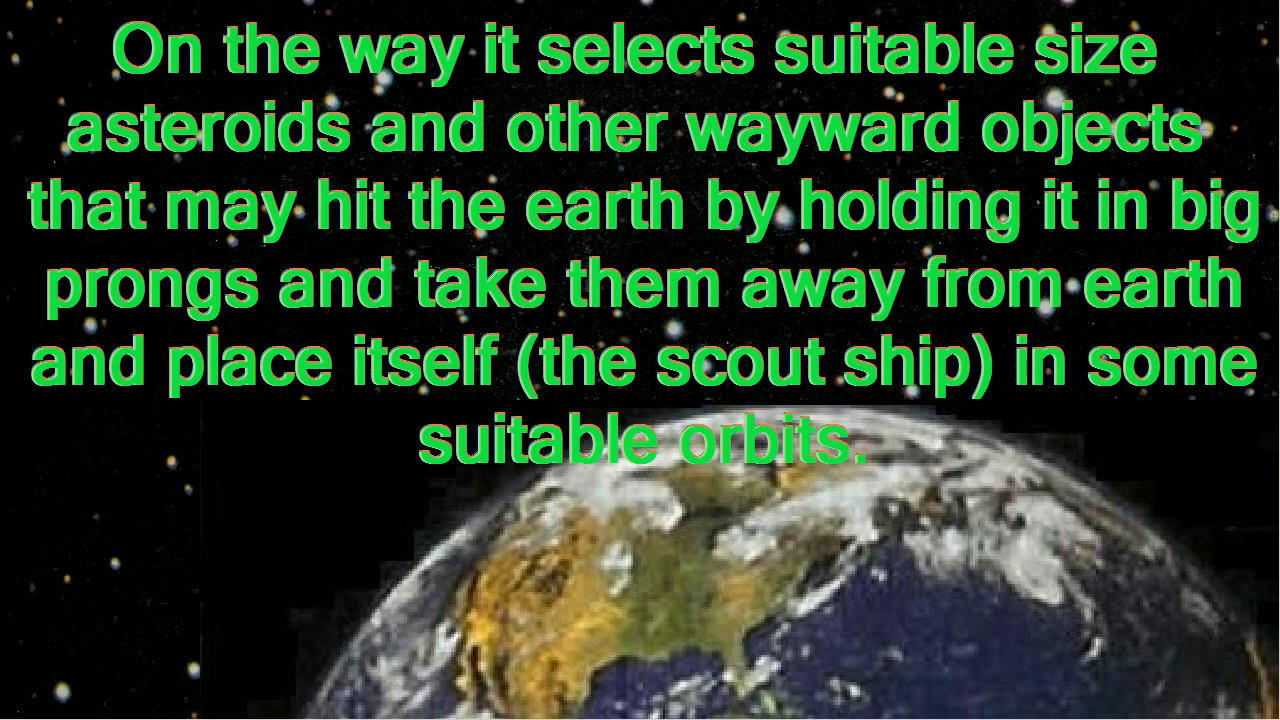 On the way it selects suitable size
asteroids and other wayward objects
that may hit the earth by holding it in big
prongs and take them away from earth
and place itself (the scout ship) in some
suitable orbits.